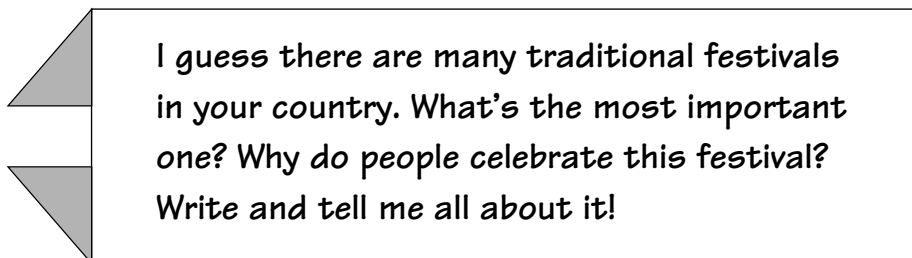 I guess there are many traditional festivals
in your country. What's the most important
one? Why do people celebrate this festival?
Write and tell me all about it!